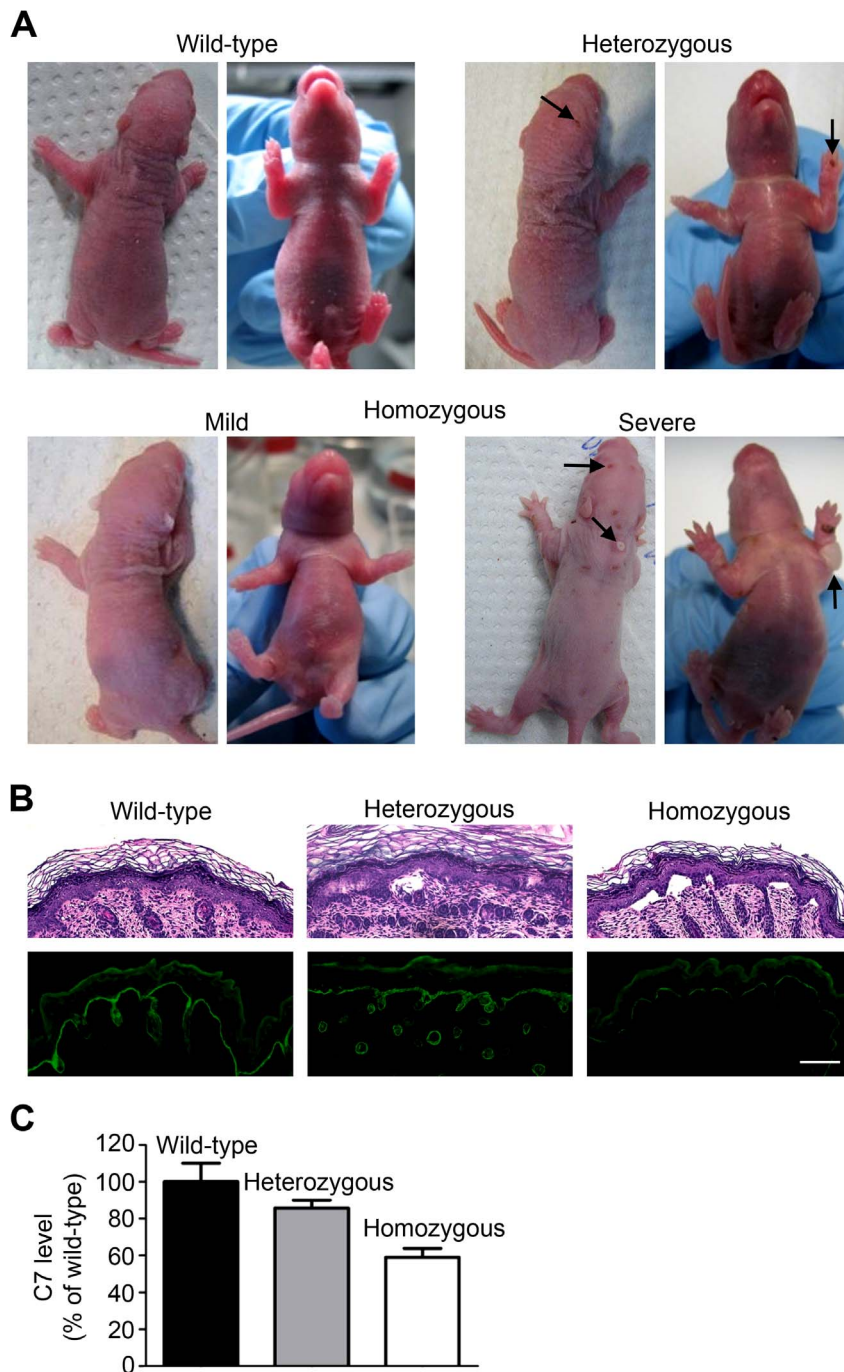 A
Wild-type
Heterozygous
Homozygous
Mild
Severe
B
Wild-type
Heterozygous
Homozygous
C
C7 level
(% of wild-type)
120
100
80
60
40
20
0
Wild-type
Heterozygous
Homozygous